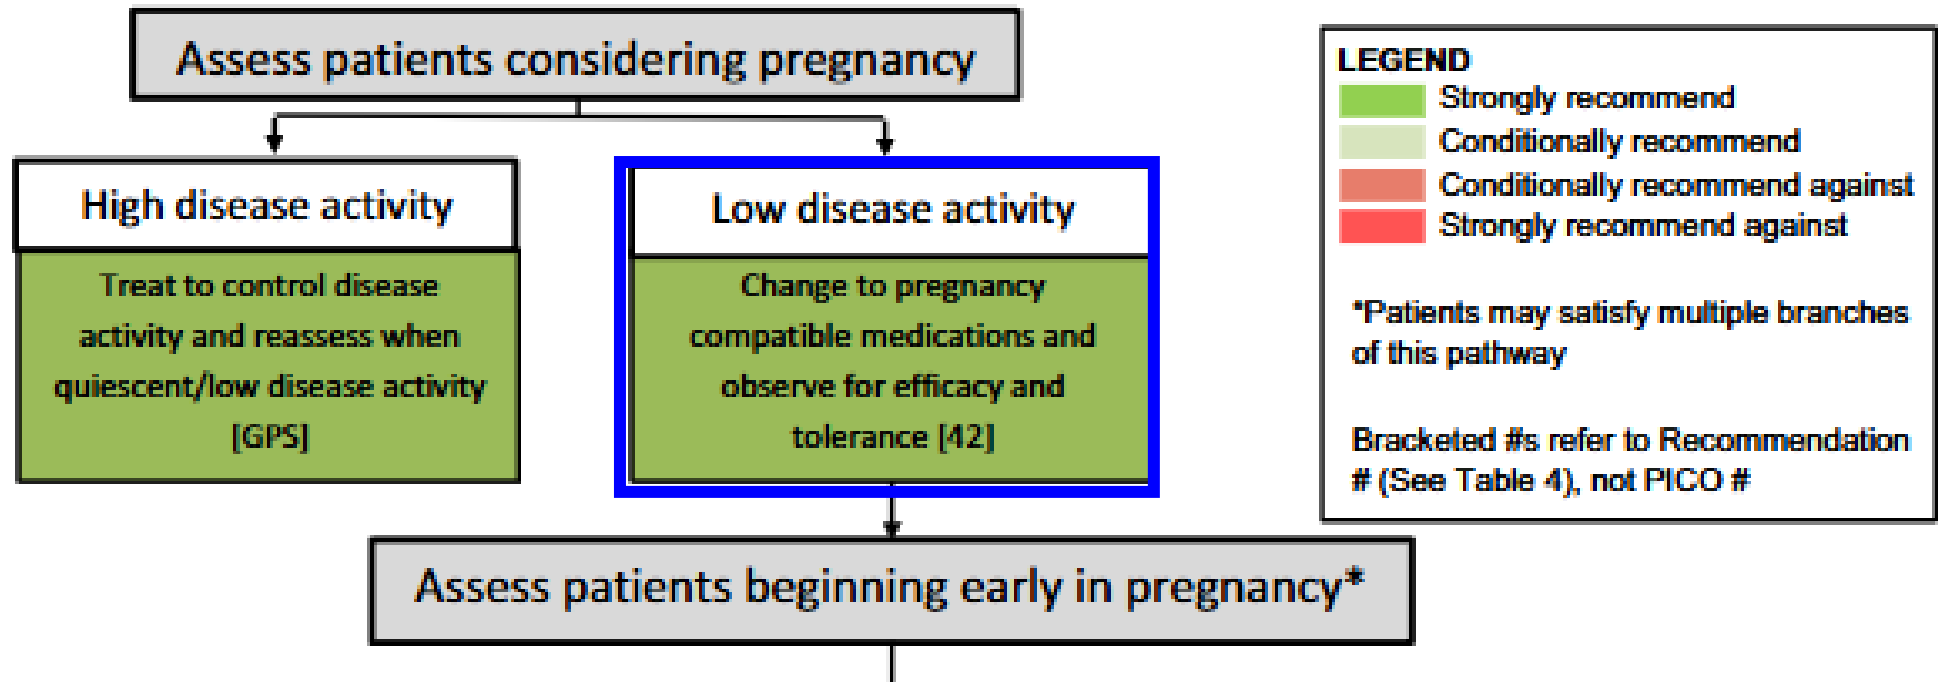 Assess patients considering pregnancy
High disease activity
Treat to control disease
activity and reassess when
quiescent/low disease activity
[GPS]
Low disease activity
Change to pregnancy
compatible medications and
observe for efficacy and
tolerance [42]
Assess patients beginning early in pregnancy*
LEGEND
Strongly recommend
Conditionally recommend
Conditionally recommend against
Strongly recommend against
*Patients may satisfy multiple branches
of this pathway
Bracketed #s refer to Recommendation
# (See Table 4), not PICO #